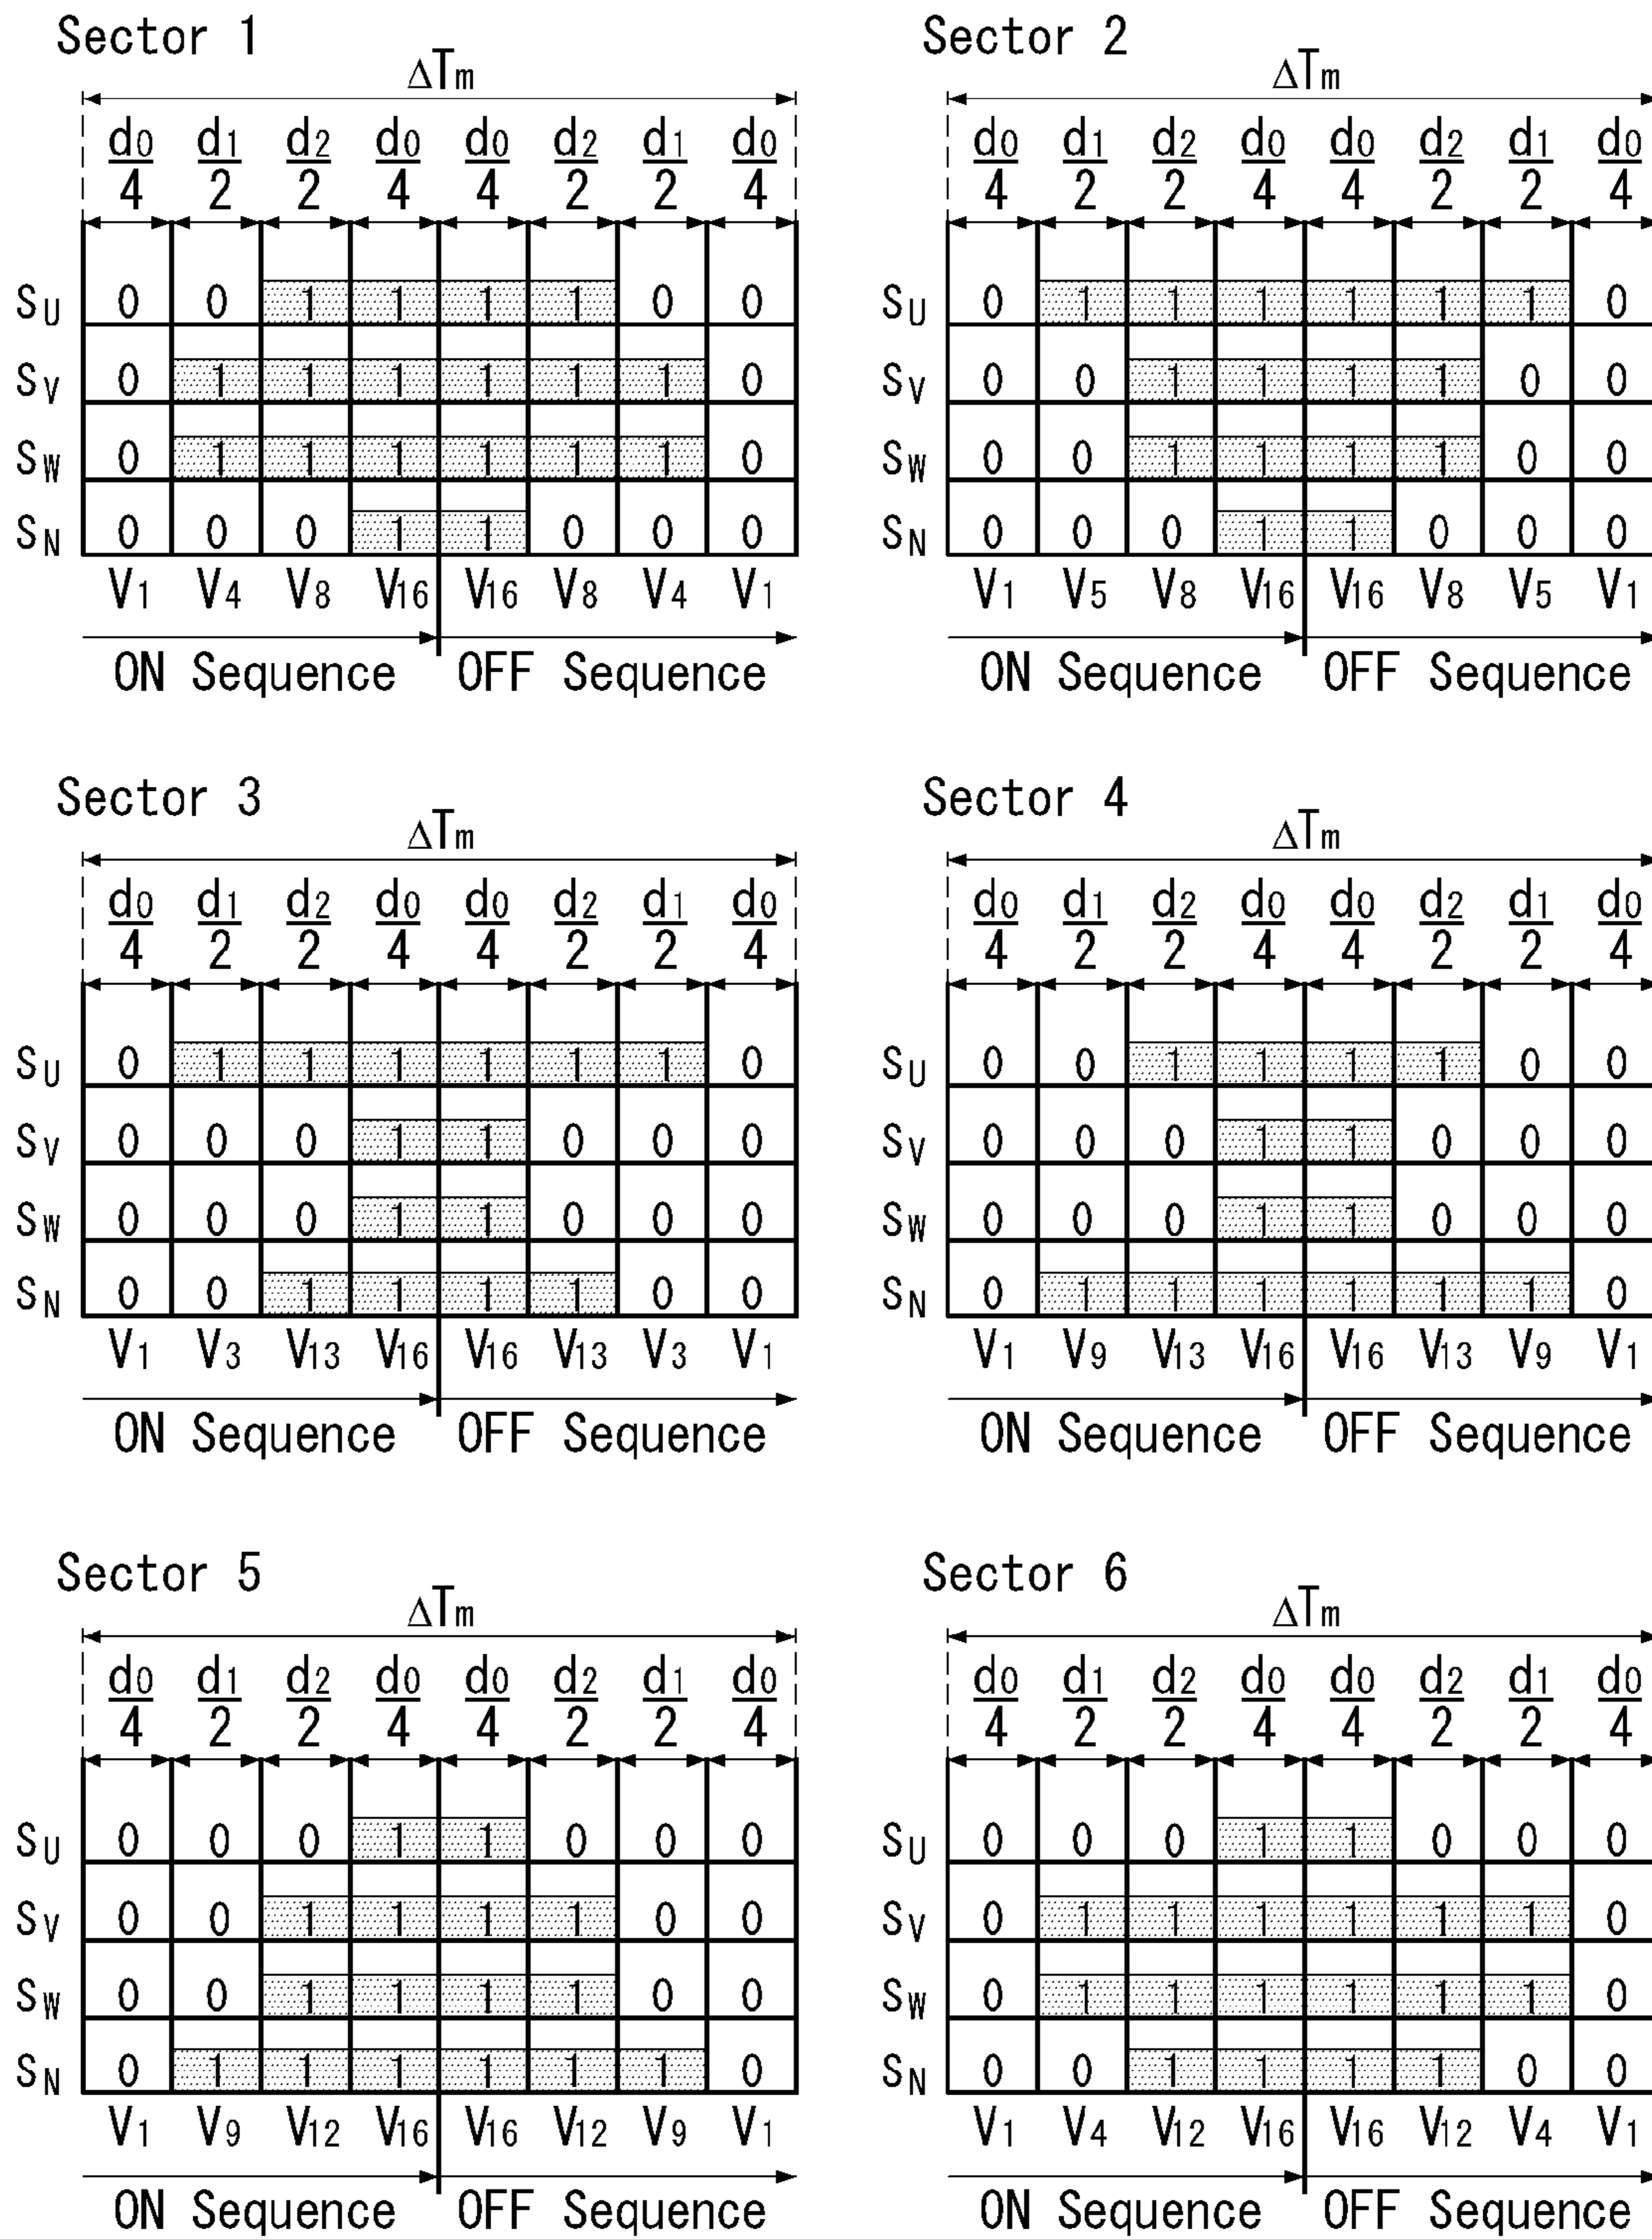 Sector 1
ΔTm
d0/4 d1/2 d2/2 d0/4 d0/4 d2/2 d1/2 d0/4
SU 0 0 1 1 1 1 0 0
SV 0 1 1 1 1 1 1 0
SW 0 1 1 1 1 1 1 0
SN 0 0 0 1 1 0 0 0
V1 V4 V8 V16 V16 V8 V4 V1
ON Sequence OFF Sequence
Sector 2
ΔTm
d0/4 d1/2 d2/2 d0/4 d0/4 d2/2 d1/2 d0/4
SU 0 1 1 1 1 1 1 0
SV 0 0 1 1 1 1 0 0
SW 0 0 1 1 1 1 0 0
SN 0 0 0 1 1 0 0 0
V1 V5 V8 V16 V16 V8 V5 V1
ON Sequence OFF Sequence
Sector 3
ΔTm
d0/4 d1/2 d2/2 d0/4 d0/4 d2/2 d1/2 d0/4
SU 0 1 1 1 1 1 1 0
SV 0 0 0 1 1 0 0 0
SW 0 0 0 1 1 0 0 0
SN 0 0 1 1 1 1 0 0
V1 V3 V13 V16 V16 V13 V3 V1
ON Sequence OFF Sequence
Sector 4
ΔTm
d0/4 d1/2 d2/2 d0/4 d0/4 d2/2 d1/2 d0/4
SU 0 0 1 1 1 1 0 0
SV 0 0 0 1 1 0 0 0
SW 0 0 0 1 1 0 0 0
SN 0 1 1 1 1 1 1 0
V1 V9 V13 V16 V16 V13 V9 V1
ON Sequence OFF Sequence
Sector 5
ΔTm
d0/4 d1/2 d2/2 d0/4 d0/4 d2/2 d1/2 d0/4
SU 0 0 0 1 1 0 0 0
SV 0 0 1 1 1 1 0 0
SW 0 0 1 1 1 1 0 0
SN 0 1 1 1 1 1 1 0
V1 V9 V12 V16 V16 V12 V9 V1
ON Sequence OFF Sequence
Sector 6
ΔTm
d0/4 d1/2 d2/2 d0/4 d0/4 d2/2 d1/2 d0/4
SU 0 0 0 1 1 0 0 0
SV 0 1 1 1 1 1 1 0
SW 0 1 1 1 1 1 1 0
SN 0 0 1 1 1 1 0 0
V1 V4 V12 V16 V16 V12 V4 V1
ON Sequence OFF Sequence